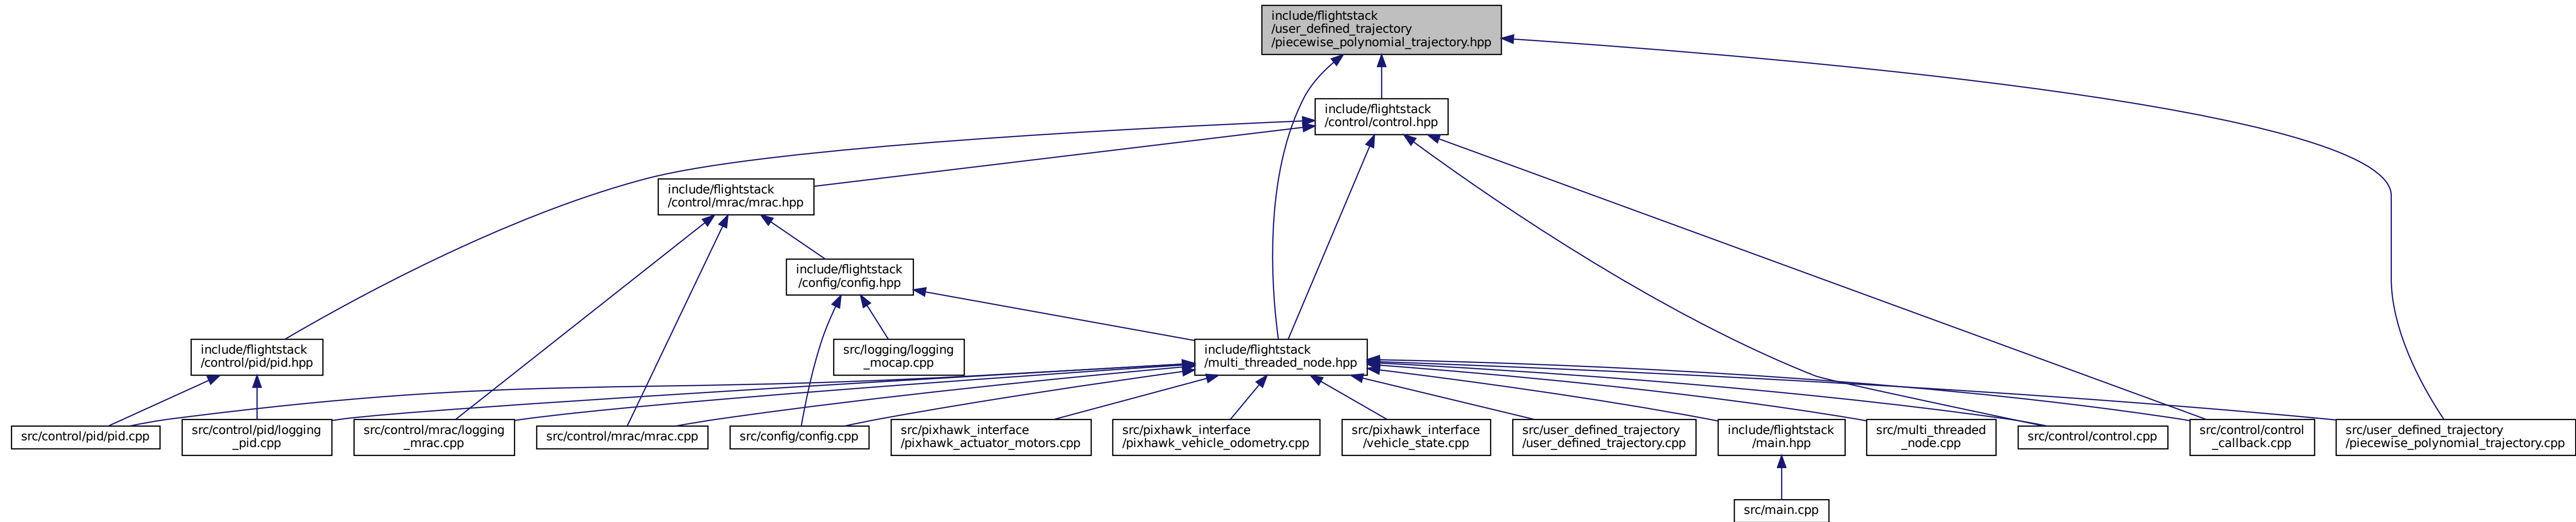 include/flightstack
/user_defined_trajectory
/piecewise_polynomial_trajectory.hpp
include/flightstack
/control/control.hpp
include/flightstack
/control/mrac/mrac.hpp
include/flightstack
/config/config.hpp
include/flightstack
/control/pid/pid.hpp
src/logging/logging
_mocap.cpp
include/flightstack
/multi_threaded_node.hpp
src/control/pid/pid.cpp
src/control/pid/logging
_pid.cpp
src/control/mrac/logging
_mrac.cpp
src/control/mrac/mrac.cpp
src/config/config.cpp
src/pixhawk_interface
/pixhawk_actuator_motors.cpp
src/pixhawk_interface
/pixhawk_vehicle_odometry.cpp
src/pixhawk_interface
/vehicle_state.cpp
src/user_defined_trajectory
/user_defined_trajectory.cpp
include/flightstack
/main.hpp
src/multi_threaded
_node.cpp
src/control/control.cpp
src/control/control
_callback.cpp
src/user_defined_trajectory
/piecewise_polynomial_trajectory.cpp
src/main.cpp